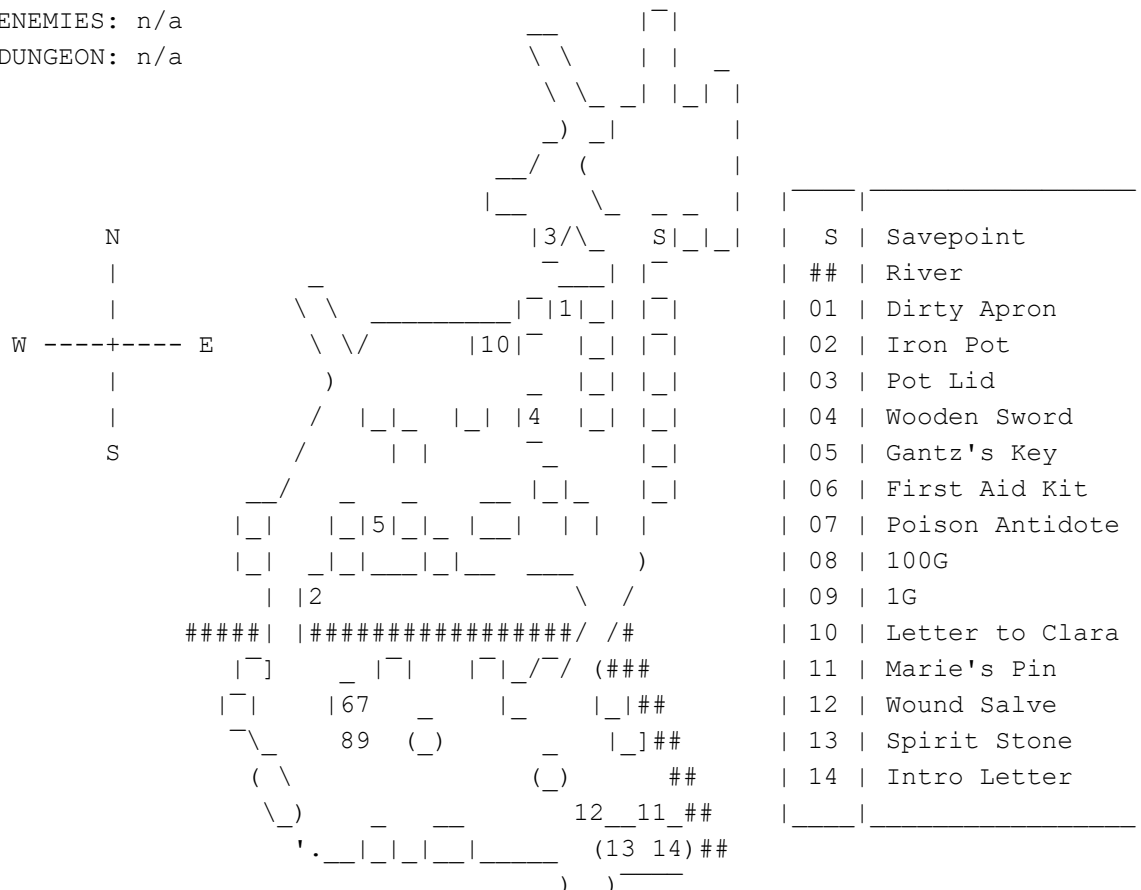 ENEMIES: n/a
DUNGEON: n/a
N
S
W ----+---- E
3 S
1
10
4
5
2
#####| |#################/ /#
(###
67 |_|##
89 (_) |_]##
(_) ##
12__11_##
(13 14)##
S | Savepoint
## | River
01 | Dirty Apron
02 | Iron Pot
03 | Pot Lid
04 | Wooden Sword
05 | Gantz's Key
06 | First Aid Kit
07 | Poison Antidote
08 | 100G
09 | 1G
10 | Letter to Clara
11 | Marie's Pin
12 | Wound Salve
13 | Spirit Stone
14 | Intro Letter